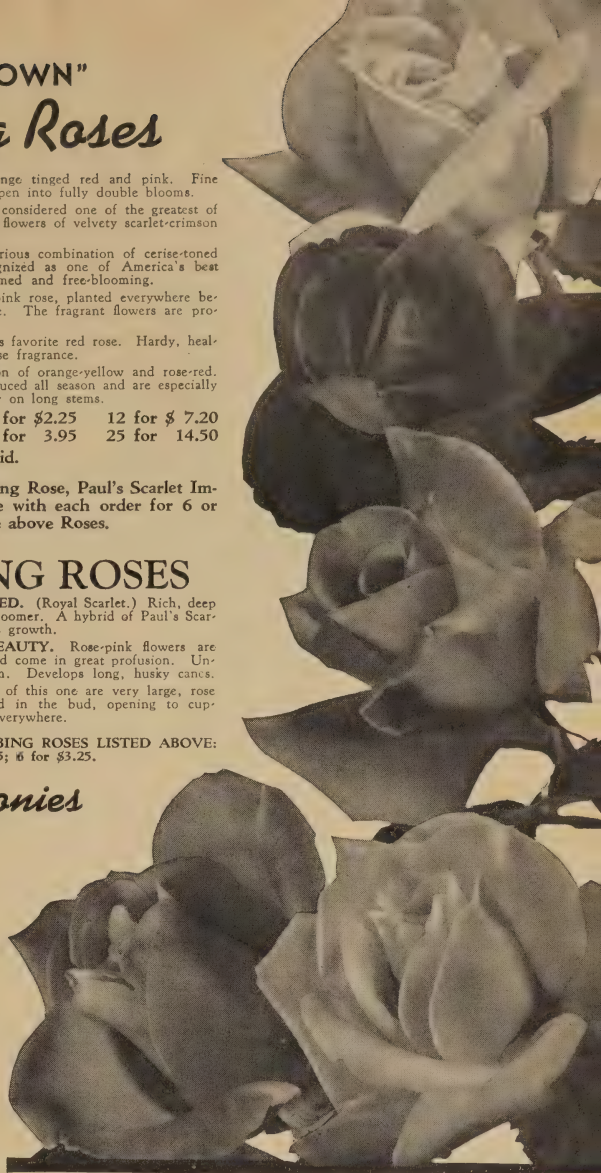 OWN"
Roses
nge tinged red and pink. Fine
pen into fully double blooms.
considered one of the greatest of
flowers of velvety scarlet-crimson
rious combination of cerise-toned
gnized as one of America's best
med and free-blooming.
ink rose, planted everywhere be-
. The fragrant flowers are pro-
s favorite red rose. Hardy, heal-
se fragrance.
n of orange-yellow and rose-red.
uced all season and are especially
on long stems.
for $2.25 12 for $ 7.20
for 3.95 25 for 14.50
id.
ng Rose, Paul's Scarlet Im-
e with each order for 6 or
above Roses.
NG ROSES
ED. (Royal Scarlet.) Rich, deep
oomer. A hybrid of Paul's Scar-
growth.
EAUTY. Rose-pink flowers are
d come in great profusion. Un-
n. Develops long, husky canes.
of this one are very large, rose
d in the bud, opening to cup-
verywhere.
BING ROSES LISTED ABOVE:
5; 6 for $3.25.
onies